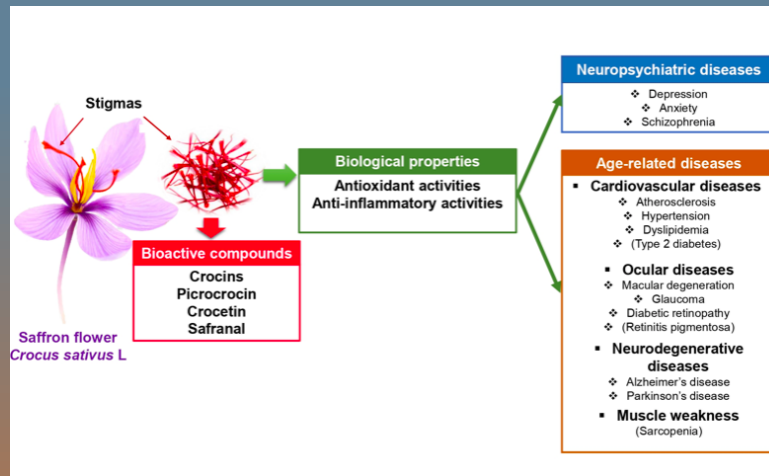 Stigmas
Saffron flower
Crocus sativus L
Bioactive compounds
Crocins
Picrocrocin
Crocetin
Safranal
Biological properties
Antioxidant activities
Anti-inflammatory activities
Neuropsychiatric diseases
❖ Depression
❖ Anxiety
❖ Schizophrenia
Age-related diseases
▪ Cardiovascular diseases
❖ Atherosclerosis
❖ Hypertension
❖ Dyslipidemia
❖ (Type 2 diabetes)
▪ Ocular diseases
❖ Macular degeneration
❖ Glaucoma
❖ Diabetic retinopathy
❖ (Retinitis pigmentosa)
▪ Neurodegenerative
diseases
❖ Alzheimer's disease
❖ Parkinson's disease
▪ Muscle weakness
(Sarcopenia)